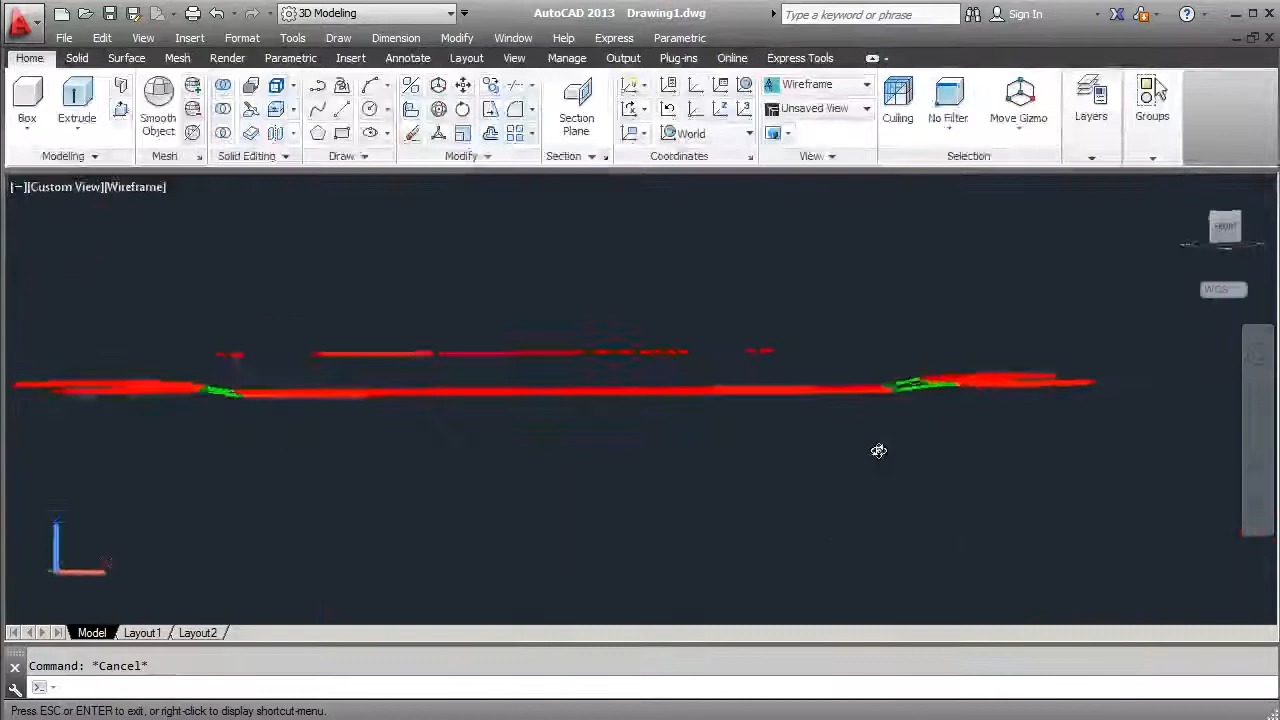 3D Modeling
AutoCAD 2013 Drawing1.dwg
Type a keyword or phrase
Sign In
File Edit View Insert Format Tools Draw Dimension Modify Window Help Express Parametric
Home Solid Surface Mesh Render Parametric Insert Annotate Layout View Manage Output Plug-ins Online Express Tools
Box
Extrude
Smooth Object
Section Plane
World
Wireframe
Unsaved View
Culling
No Filter
Move Gizmo
Layers
Groups
Modeling Mesh Solid Editing Draw Modify Section Coordinates View Selection
[−][Custom View][Wireframe]
FRONT
WCS
Model Layout1 Layout2
Command: *Cancel*
Press ESC or ENTER to exit, or right-click to display shortcut-menu.